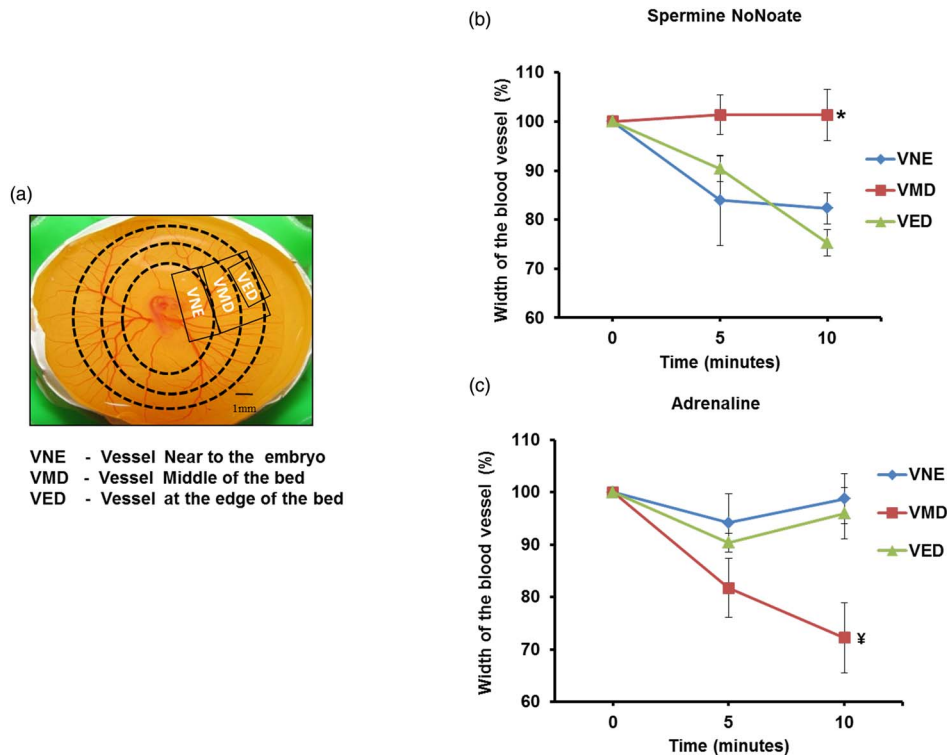 (a)
VNE
VMD
VED
1mm
VNE - Vessel Near to the embryo
VMD - Vessel Middle of the bed
VED - Vessel at the edge of the bed
(b)
Spermine NoNoate
Width of the blood vessel (%)
110
100
90
80
70
60
0 5 10
Time (minutes)
*
VNE
VMD
VED
(c)
Adrenaline
Width of the blood vessel (%)
110
100
90
80
70
60
0 5 10
Time (minutes)
¥
VNE
VMD
VED